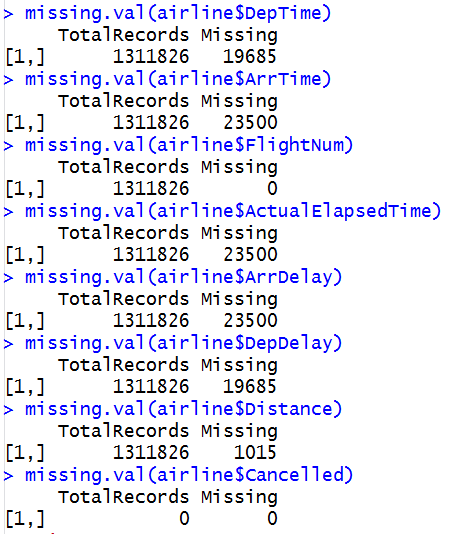 > missing.val(airline$DepTime)
     TotalRecords Missing
[1,]      1311826   19685
> missing.val(airline$ArrTime)
     TotalRecords Missing
[1,]      1311826   23500
> missing.val(airline$FlightNum)
     TotalRecords Missing
[1,]      1311826       0
> missing.val(airline$ActualElapsedTime)
     TotalRecords Missing
[1,]      1311826   23500
> missing.val(airline$ArrDelay)
     TotalRecords Missing
[1,]      1311826   23500
> missing.val(airline$DepDelay)
     TotalRecords Missing
[1,]      1311826   19685
> missing.val(airline$Distance)
     TotalRecords Missing
[1,]      1311826    1015
> missing.val(airline$Cancelled)
     TotalRecords Missing
[1,]            0       0